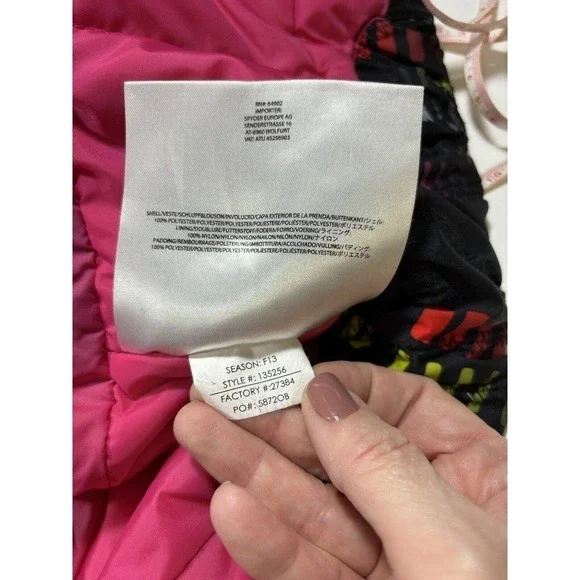 RN#: 64002
IMPORTER:
SPYDER EUROPE AG
SENDERSTRASSE 16
AT-6960 WOLFURT
VAT: ATU 45256903
SHELL/VESTE/SCHLUPFBLOUSON/INVOLUCRO/CAPA EXTERIOR DE LA PRENDA/BUITENKANT/シェル
100% POLYESTER/POLYESTER/POLYESTER/POLIESTERE/POLIÉSTER/POLYESTER/ポリエステル
LINING/DOUBLURE/FUTTERSTOFF/FODERA/FORRO/VOERING/ライニング
100% NYLON/NYLON/NYLON/NAILON/NILÓN/NYLON/ナイロン
PADDING/REMBOURRAGE/POLSTERUNG/IMBOTTITURA/ACOLCHADO/VULLING/パディング
100% POLYESTER/POLYESTER/POLYESTER/POLIESTERE/POLIÉSTER/POLYESTER/ポリエステル
SEASON: F13
STYLE #: 135256
FACTORY #:27384
PO#: 5872OB